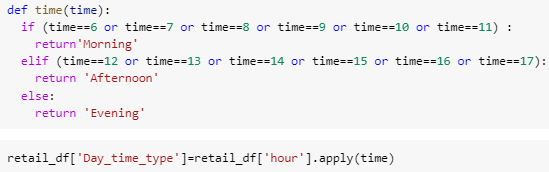 def time(time):
  if (time==6 or time==7 or time==8 or time==9 or time==10 or time==11) :
    return'Morning'
  elif (time==12 or time==13 or time==14 or time==15 or time==16 or time==17):
    return 'Afternoon'
  else:
    return 'Evening'
retail_df['Day_time_type']=retail_df['hour'].apply(time)